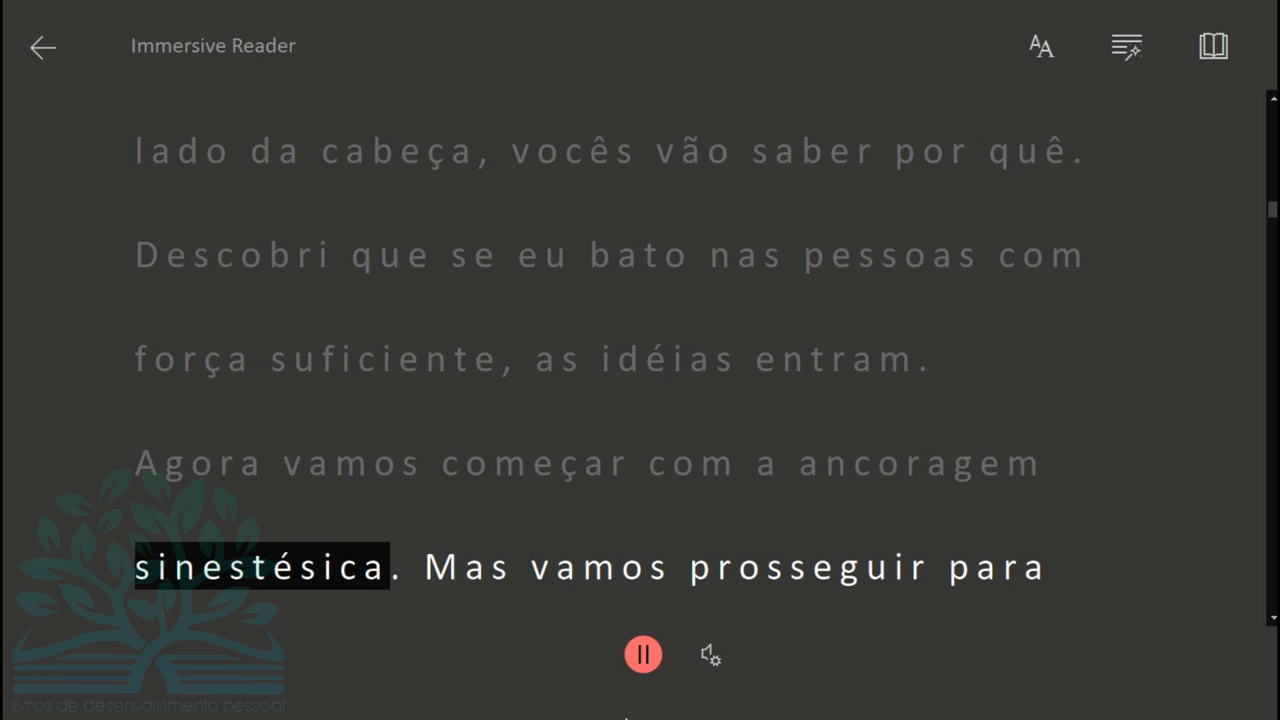 Immersive Reader
lado da cabeça, vocês vão saber por quê.
Descobri que se eu bato nas pessoas com
força suficiente, as idéias entram.
Agora vamos começar com a ancoragem
sinestésica. Mas vamos prosseguir para
livros de desenvolvimento pessoal